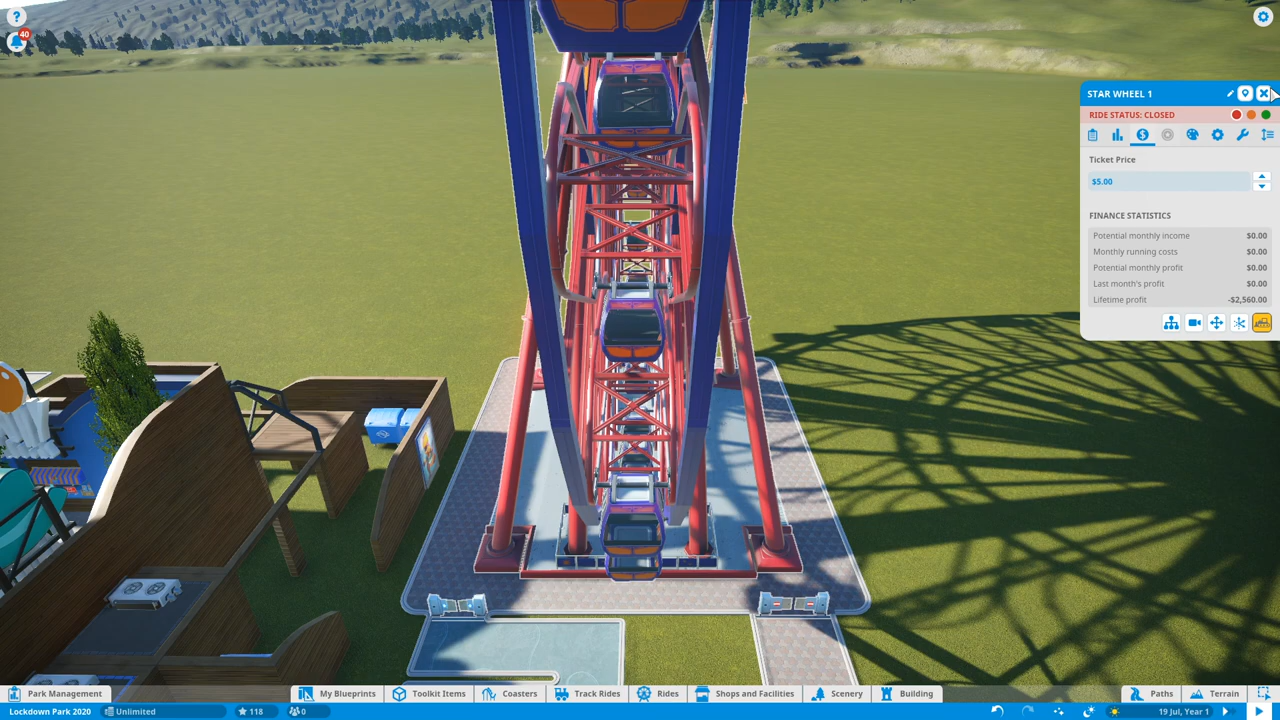 ?
40
STAR WHEEL 1
RIDE STATUS: CLOSED
Ticket Price
$5.00
FINANCE STATISTICS
Potential monthly income $0.00
Monthly running costs $0.00
Potential monthly profit $0.00
Last month's profit $0.00
Lifetime profit -$2,560.00
Park Management My Blueprints Toolkit Items Coasters Track Rides Rides Shops and Facilities Scenery Building Paths Terrain
Lockdown Park 2020 Unlimited 118 0 19 Jul, Year 1